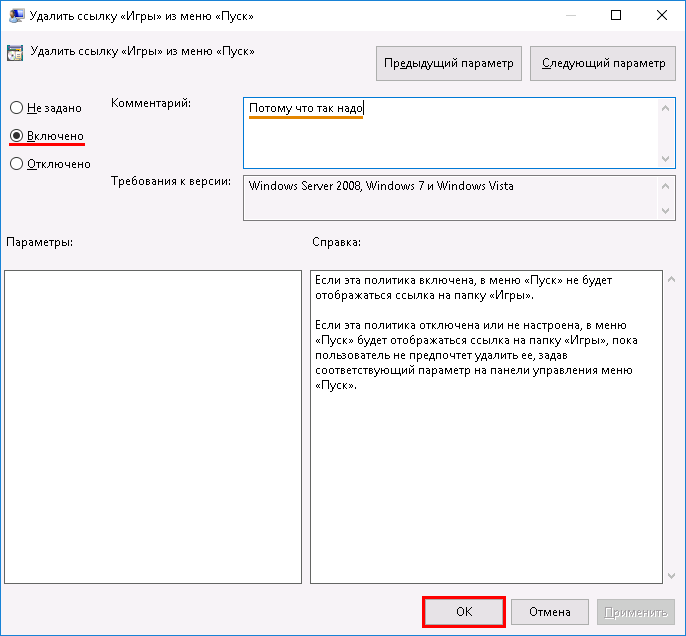 Удалить ссылку «Игры» из меню «Пуск»
Удалить ссылку «Игры» из меню «Пуск»
Предыдущий параметр
Следующий параметр
Не задано
Включено
Отключено
Комментарий:
Потому что так надо
Требования к версии:
Windows Server 2008, Windows 7 и Windows Vista
Параметры:
Справка:
Если эта политика включена, в меню «Пуск» не будет
отображаться ссылка на папку «Игры».
Если эта политика отключена или не настроена, в меню
«Пуск» будет отображаться ссылка на папку «Игры», пока
пользователь не предпочтет удалить ее, задав
соответствующий параметр на панели управления меню
«Пуск».
ОК
Отмена
Применить